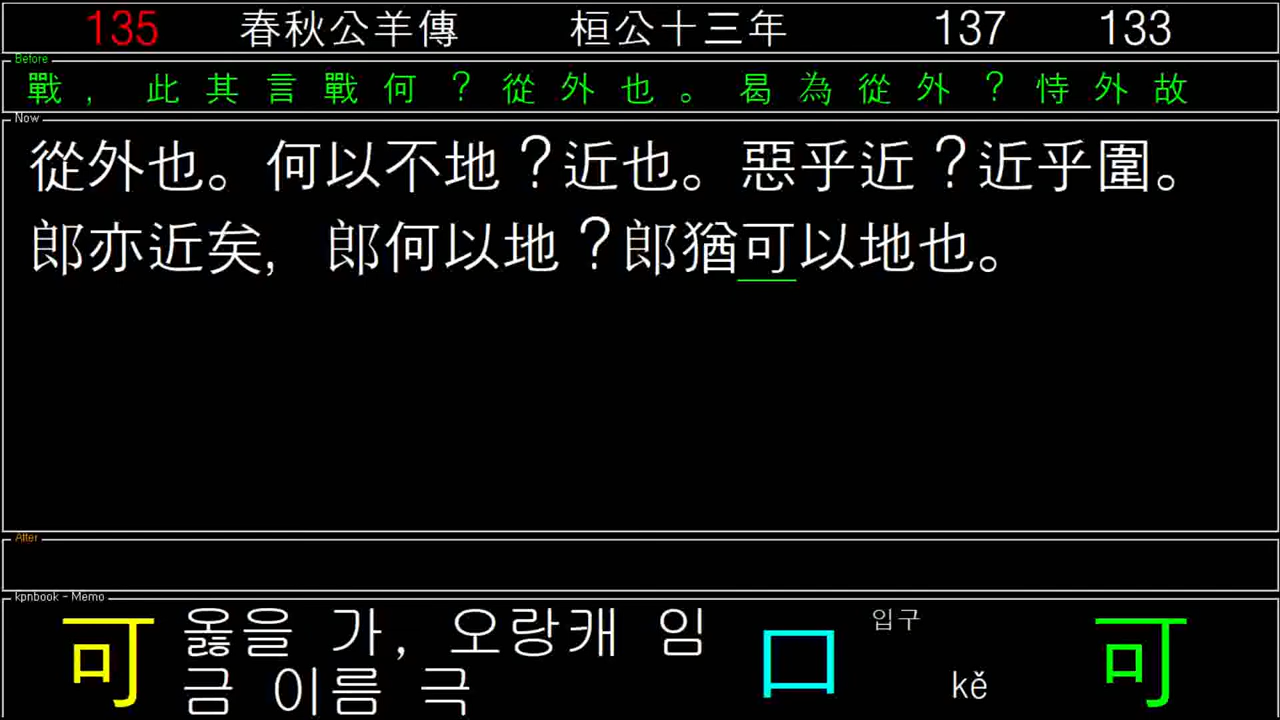 135 春秋公羊傳 桓公十三年 137 133
Before
戰，此其言戰何？從外也。曷為從外？恃外故
Now
從外也。何以不地？近也。惡乎近？近乎圍。
郎亦近矣，郎何以地？郎猶可以地也。
After
kpnbook - Memo
可 옳을 가, 오랑캐 임 口 입구 kě 可
금 이름 극